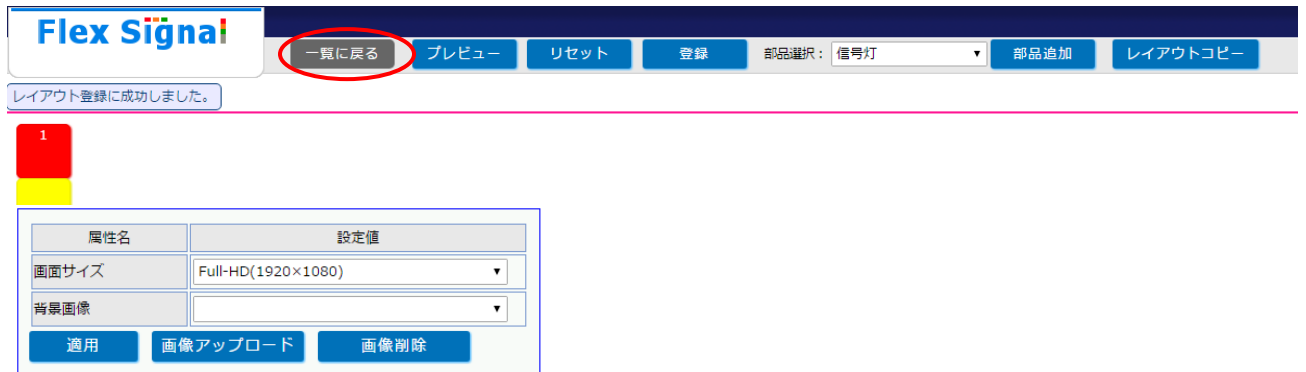 Flex Signal
一覧に戻る プレビュー リセット 登録 部品選択： 信号灯 部品追加 レイアウトコピー
レイアウト登録に成功しました。
1
属性名 設定値
画面サイズ Full-HD(1920×1080)
背景画像
適用 画像アップロード 画像削除